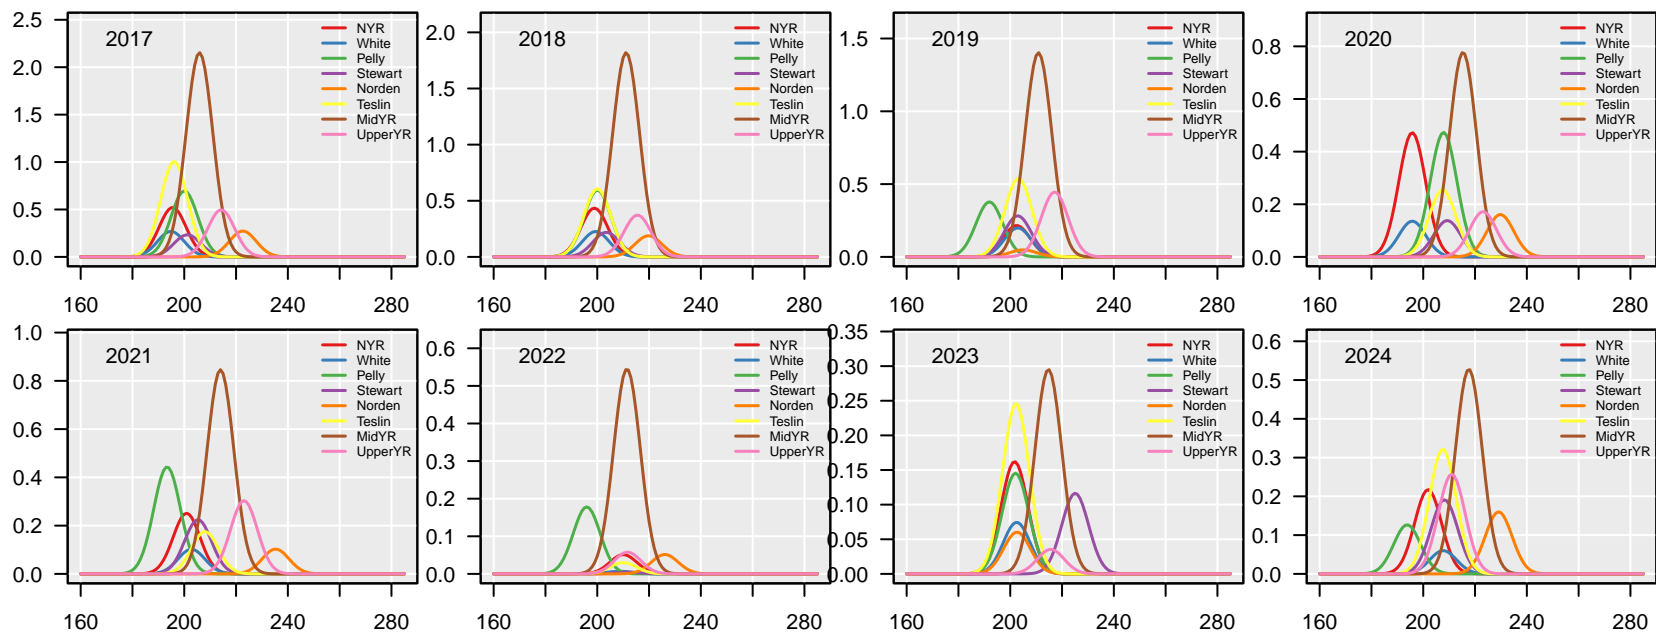 2017
NYR
White
Pelly
Stewart
Norden
Teslin
MidYR
UpperYR
2.5
2.0
1.5
1.0
0.5
0.0
160 200 240 280
2018
NYR
White
Pelly
Stewart
Norden
Teslin
MidYR
UpperYR
2.0
1.5
1.0
0.5
0.0
160 200 240 280
2019
NYR
White
Pelly
Stewart
Norden
Teslin
MidYR
UpperYR
1.5
1.0
0.5
0.0
160 200 240 280
2020
NYR
White
Pelly
Stewart
Norden
Teslin
MidYR
UpperYR
0.8
0.6
0.4
0.2
0.0
160 200 240 280
2021
NYR
White
Pelly
Stewart
Norden
Teslin
MidYR
UpperYR
1.0
0.8
0.6
0.4
0.2
0.0
160 200 240 280
2022
NYR
White
Pelly
Stewart
Norden
Teslin
MidYR
UpperYR
0.6
0.5
0.4
0.3
0.2
0.1
0.0
160 200 240 280
2023
NYR
White
Pelly
Stewart
Norden
Teslin
MidYR
UpperYR
0.35
0.30
0.25
0.20
0.15
0.10
0.05
0.00
160 200 240 280
2024
NYR
White
Pelly
Stewart
Norden
Teslin
MidYR
UpperYR
0.6
0.5
0.4
0.3
0.2
0.1
0.0
160 200 240 280